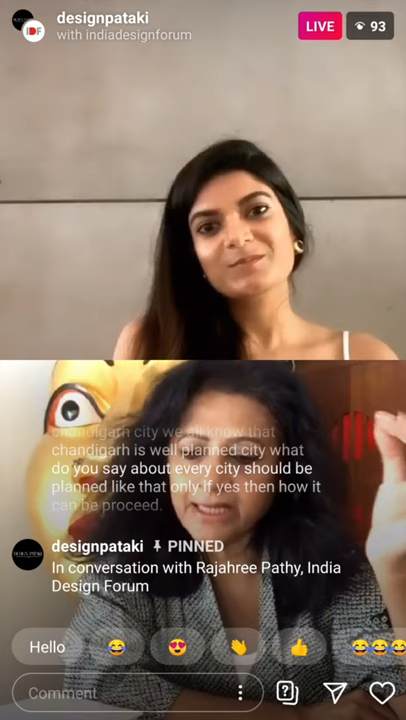 designpataki
with indiadesignforum
LIVE
93
IDF
chandigarh city we all know that
chandigarh is well planned city what
do you say about every city should be
planned like that only if yes then how it
can be proceed.
designpataki PINNED
In conversation with Rajahree Pathy, India
Design Forum
Hello
Comment